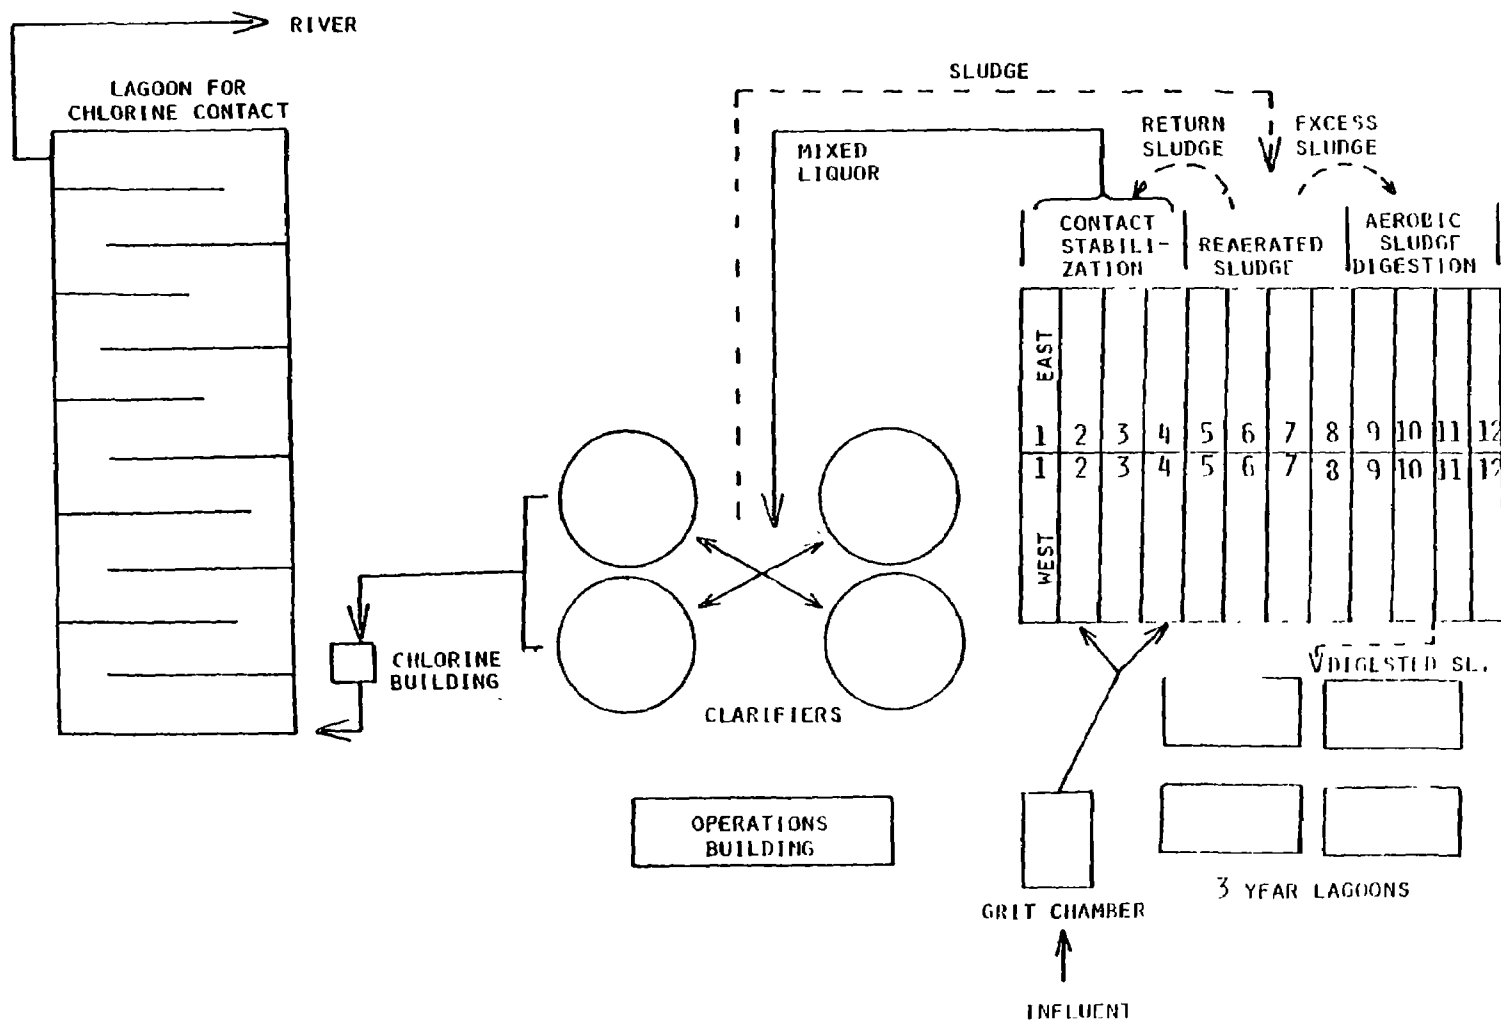 RIVER
LAGOON FOR
CHLORINE CONTACT
SLUDGE
MIXED
LIQUOR
RETURN
SLUDGE
EXCESS
SLUDGE
CONTACT
STABILI-
ZATION
REAERATED
SLUDGE
AEROBIC
SLUDGE
DIGESTION
EAST
1 2 3 4 5 6 7 8 9 10 11 12
1 2 3 4 5 6 7 8 9 10 11 12
WEST
DIGESTED SL.
CHLORINE
BUILDING
CLARIFIERS
OPERATIONS
BUILDING
3 YEAR LAGOONS
GRIT CHAMBER
INFLUENT